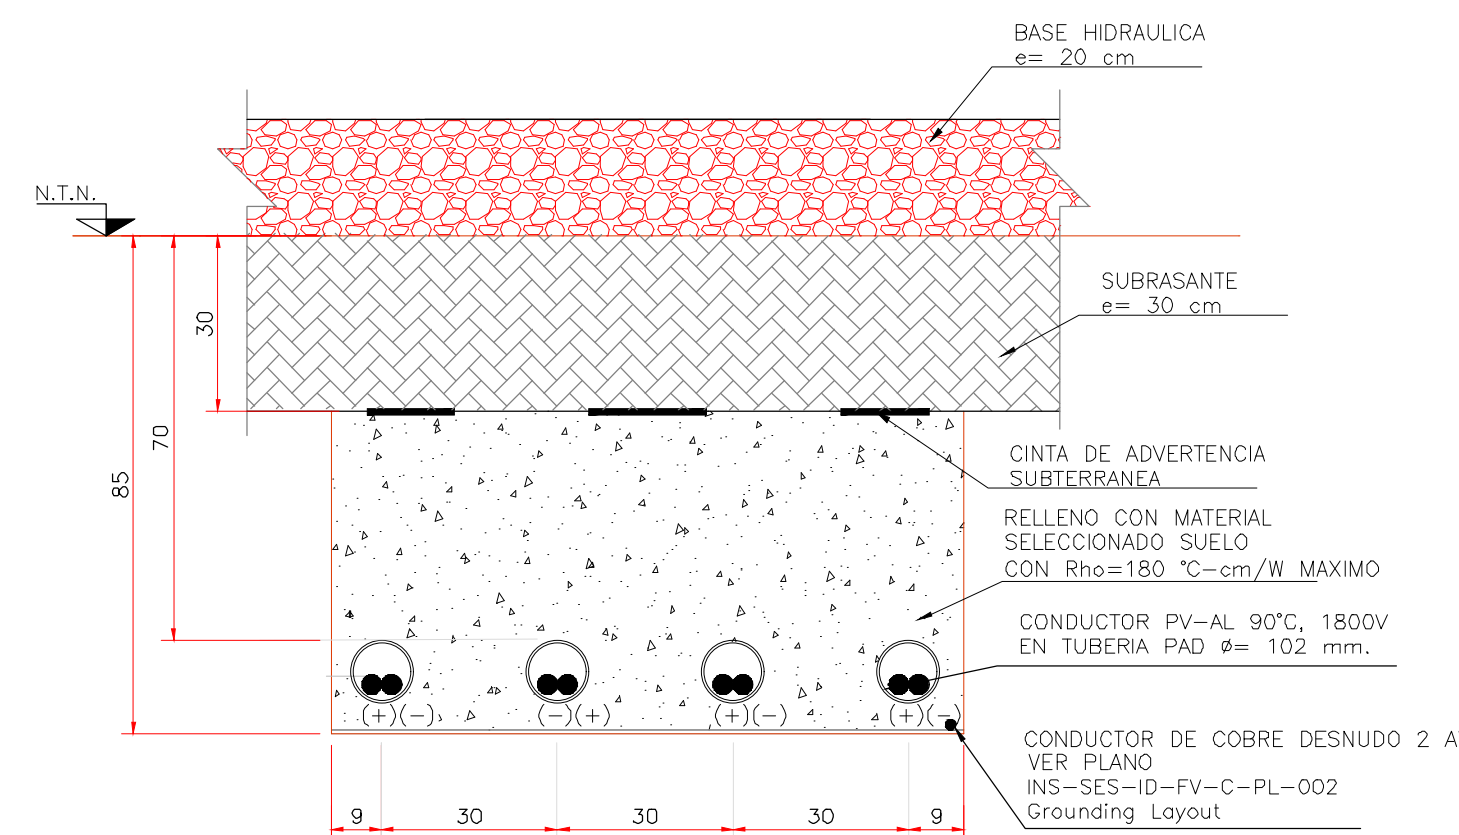 BASE HIDRAULICA
e= 20 cm
N.T.N.
SUBRASANTE
e= 30 cm
30
70
85
CINTA DE ADVERTENCIA
SUBTERRANEA
RELLENO CON MATERIAL
SELECCIONADO SUELO
CON Rho=180 °C-cm/W MAXIMO
CONDUCTOR PV-AL 90°C, 1800V
EN TUBERIA PAD ø= 102 mm.
(+)(-) (-)(+) (+)(-) (+)(-)
CONDUCTOR DE COBRE DESNUDO 2
VER PLANO
INS-SES-ID-FV-C-PL-002
Grounding Layout
9 30 30 30 9